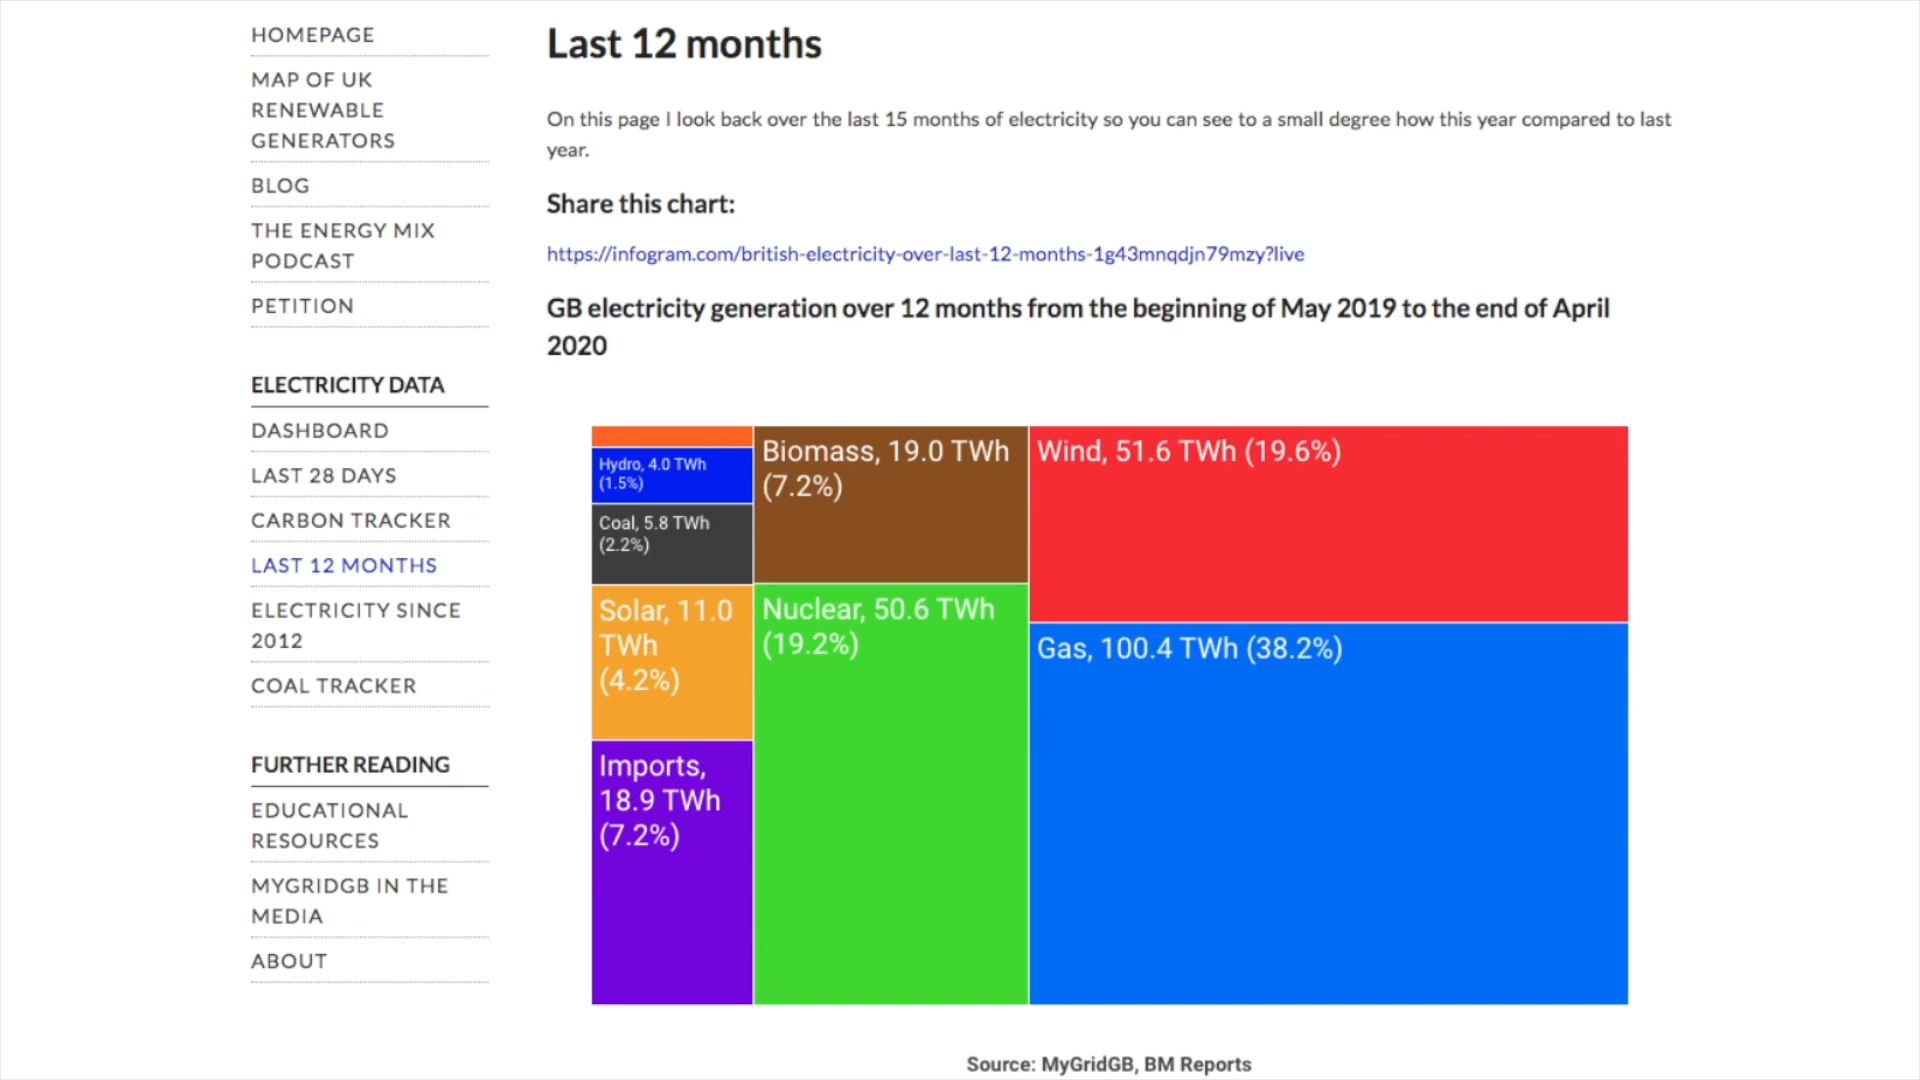 HOMEPAGE
MAP OF UK
RENEWABLE
GENERATORS
BLOG
THE ENERGY MIX
PODCAST
PETITION
ELECTRICITY DATA
DASHBOARD
LAST 28 DAYS
CARBON TRACKER
LAST 12 MONTHS
ELECTRICITY SINCE
2012
COAL TRACKER
FURTHER READING
EDUCATIONAL
RESOURCES
MYGRIDGB IN THE
MEDIA
ABOUT
Last 12 months
On this page I look back over the last 15 months of electricity so you can see to a small degree how this year compared to last
year.
Share this chart:
https://infogram.com/british-electricity-over-last-12-months-1g43mnqdjn79mzy?live
GB electricity generation over 12 months from the beginning of May 2019 to the end of April
2020
Hydro, 4.0 TWh
(1.5%)
Coal, 5.8 TWh
(2.2%)
Solar, 11.0
TWh
(4.2%)
Imports,
18.9 TWh
(7.2%)
Biomass, 19.0 TWh
(7.2%)
Nuclear, 50.6 TWh
(19.2%)
Wind, 51.6 TWh (19.6%)
Gas, 100.4 TWh (38.2%)
Source: MyGridGB, BM Reports